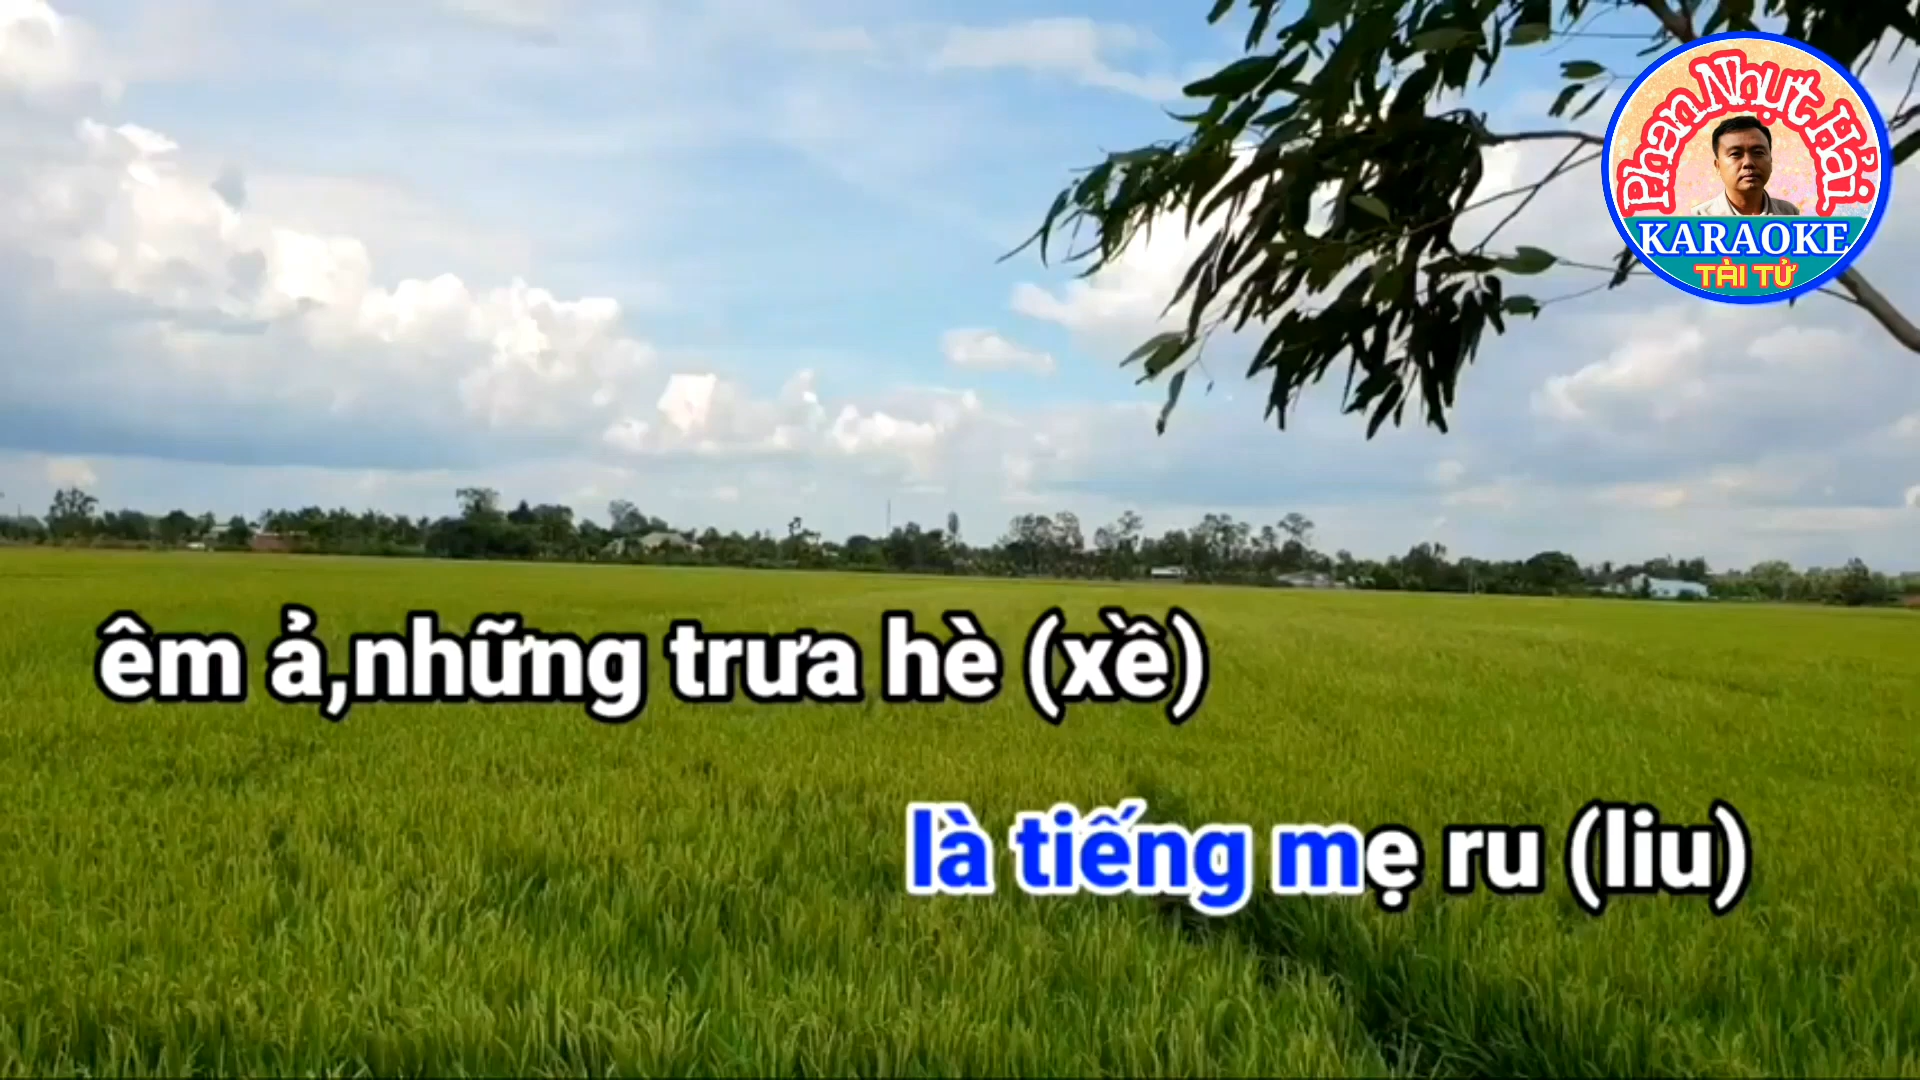 Phan Nhựt Hải
KARAOKE
TÀI TỬ
êm ả,những trưa hè (xề)
là tiếng mẹ ru (liu)